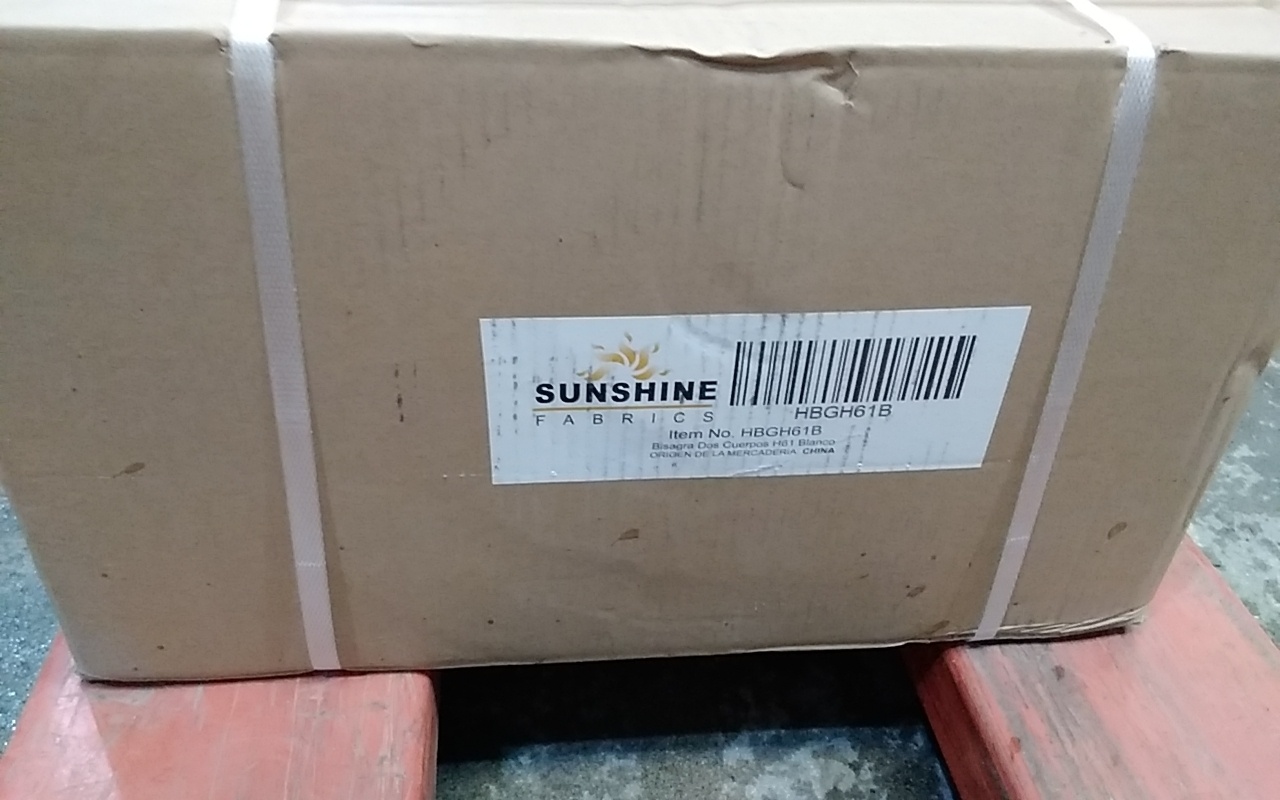 SUNSHINE
FABRICS
HBGH61B
Item No. HBGH61B
Bisagra Dos Cuerpos H61 Blanco
ORIGEN DE LA MERCADERIA: CHINA